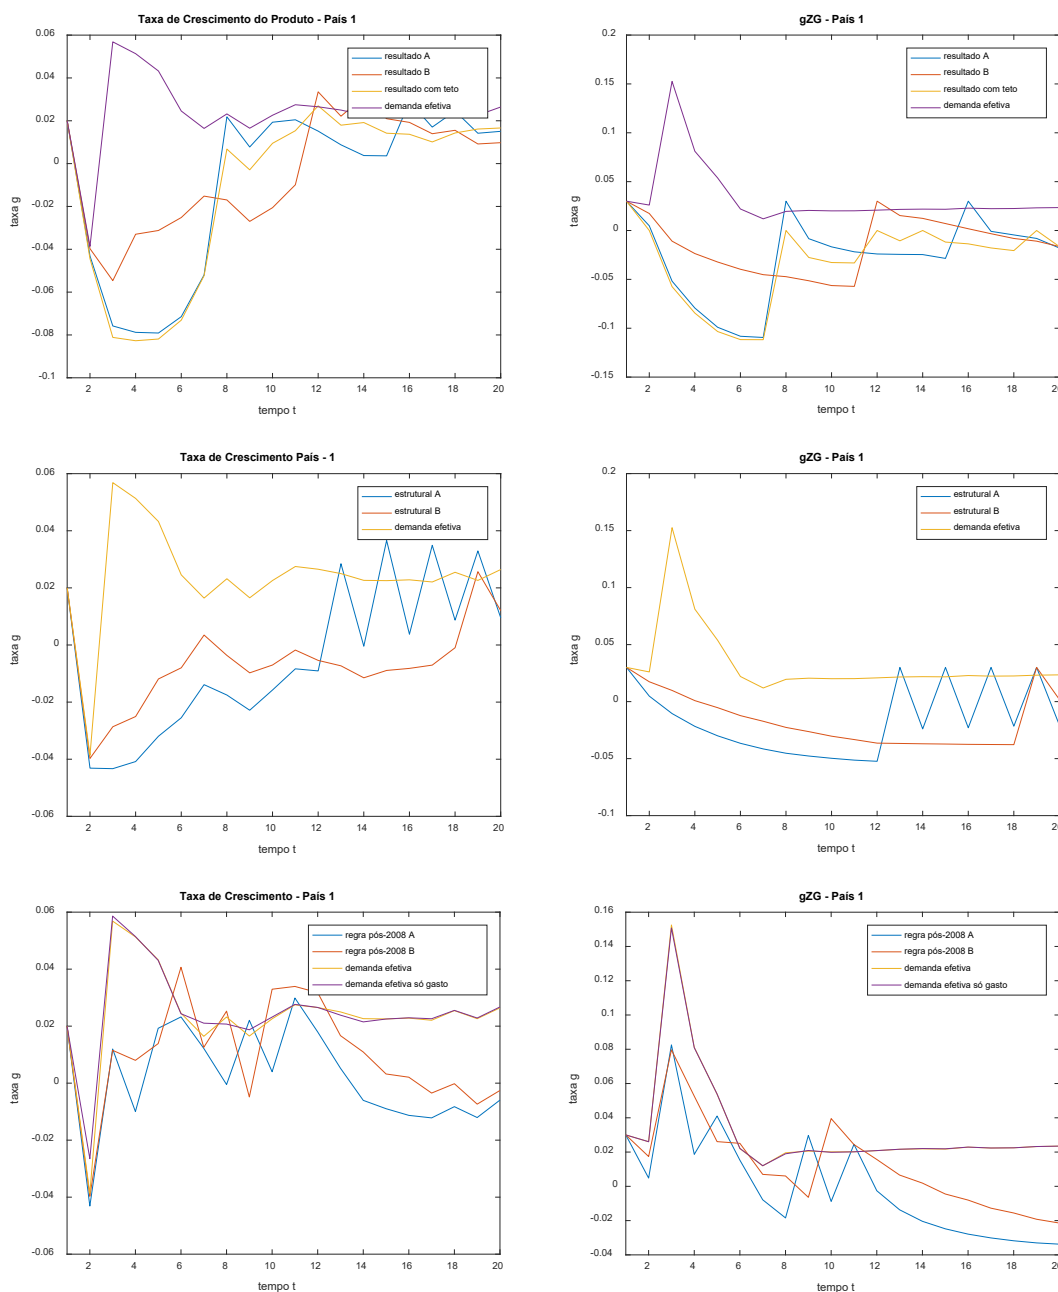 Taxa de Crescimento do Produto - País 1
0.06
0.04
0.02
0
-0.02
-0.04
-0.06
-0.08
-0.1
taxa g
resultado A
resultado B
resultado com teto
demanda efetiva
2 4 6 8 10 12 14 16 18 20
tempo t
gZG - País 1
0.2
0.15
0.1
0.05
0
-0.05
-0.1
-0.15
taxa g
resultado A
resultado B
resultado com teto
demanda efetiva
2 4 6 8 10 12 14 16 18 20
tempo t
Taxa de Crescimento País - 1
0.06
0.04
0.02
0
-0.02
-0.04
-0.06
taxa g
estrutural A
estrutural B
demanda efetiva
2 4 6 8 10 12 14 16 18 20
tempo t
gZG - País 1
0.2
0.15
0.1
0.05
0
-0.05
-0.1
taxa g
estrutural A
estrutural B
demanda efetiva
2 4 6 8 10 12 14 16 18 20
tempo t
Taxa de Crescimento - País 1
0.06
0.04
0.02
0
-0.02
-0.04
-0.06
taxa g
regra pós-2008 A
regra pós-2008 B
demanda efetiva
demanda efetiva só gasto
2 4 6 8 10 12 14 16 18 20
tempo t
gZG - País 1
0.16
0.14
0.12
0.1
0.08
0.06
0.04
0.02
0
-0.02
-0.04
taxa g
regra pós-2008 A
regra pós-2008 B
demanda efetiva
demanda efetiva só gasto
2 4 6 8 10 12 14 16 18 20
tempo t